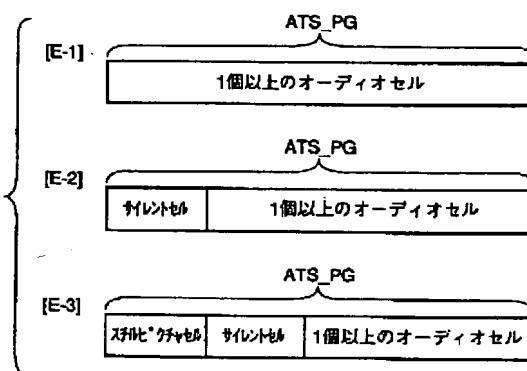 ATS_PG
[E-1]
1個以上のオーディオセル
ATS_PG
[E-2]
ｻｲﾚﾝﾄｾﾙ 1個以上のオーディオセル
ATS_PG
[E-3]
ｽﾁﾙﾋﾟｸﾁｬｾﾙ ｻｲﾚﾝﾄｾﾙ 1個以上のオーディオセル